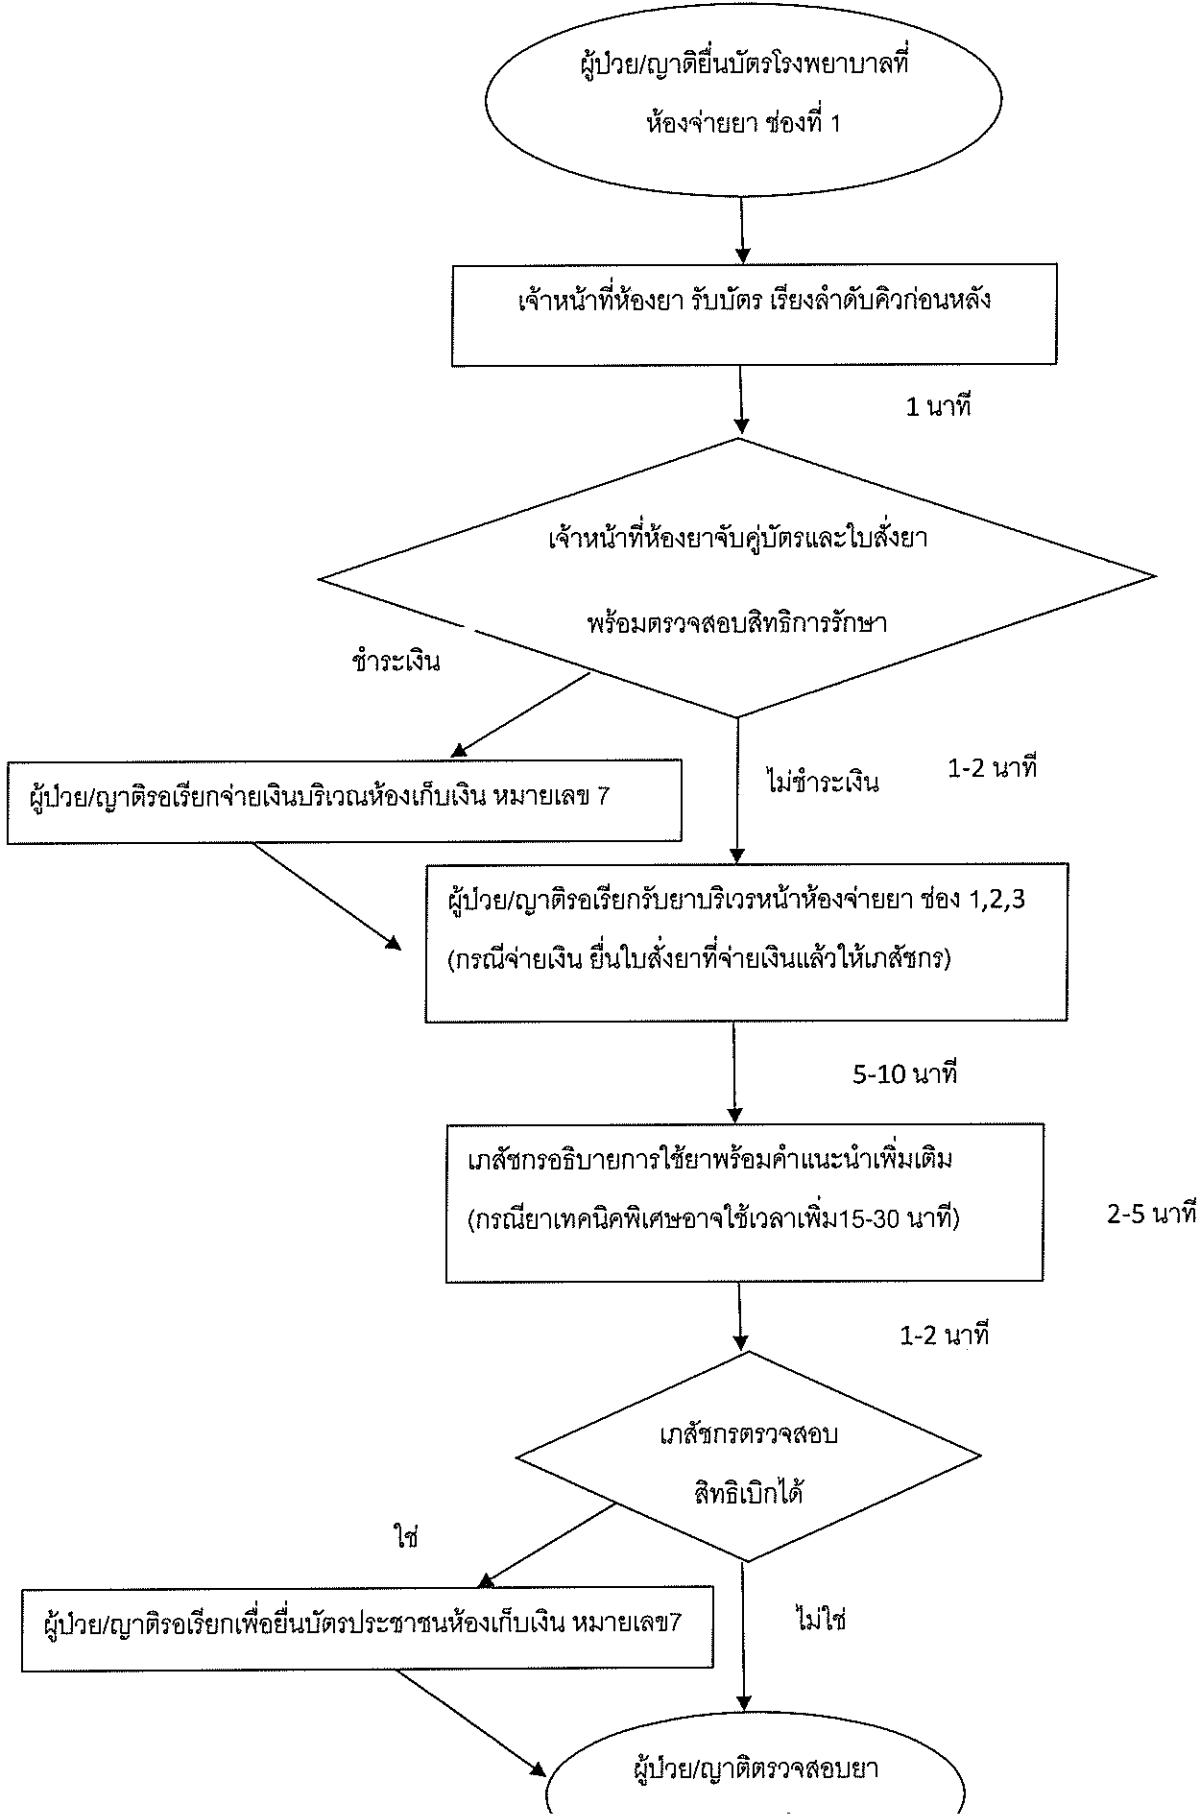 ผู้ป่วย/ญาติยื่นบัตรโรงพยาบาลที่
ห้องจ่ายยา ช่องที่ 1
เจ้าหน้าที่ห้องยา รับบัตร เรียงลำดับคิวก่อนหลัง
1 นาที
เจ้าหน้าที่ห้องยาจับคู่บัตรและใบสั่งยา
พร้อมตรวจสอบสิทธิการรักษา
ชำระเงิน
ไม่ชำระเงิน
1-2 นาที
ผู้ป่วย/ญาติรอเรียกจ่ายเงินบริเวณห้องเก็บเงิน หมายเลข 7
ผู้ป่วย/ญาติรอเรียกรับยาบริเวรหน้าห้องจ่ายยา ช่อง 1,2,3
(กรณีจ่ายเงิน ยื่นใบสั่งยาที่จ่ายเงินแล้วให้เภสัชกร)
5-10 นาที
เภสัชกรอธิบายการใช้ยาพร้อมคำแนะนำเพิ่มเติม
(กรณียาเทคนิคพิเศษอาจใช้เวลาเพิ่ม15-30 นาที)
2-5 นาที
1-2 นาที
เภสัชกรตรวจสอบ
สิทธิเบิกได้
ใช่
ไม่ใช่
ผู้ป่วย/ญาติรอเรียกเพื่อยื่นบัตรประชาชนห้องเก็บเงิน หมายเลข7
ผู้ป่วย/ญาติตรวจสอบยา